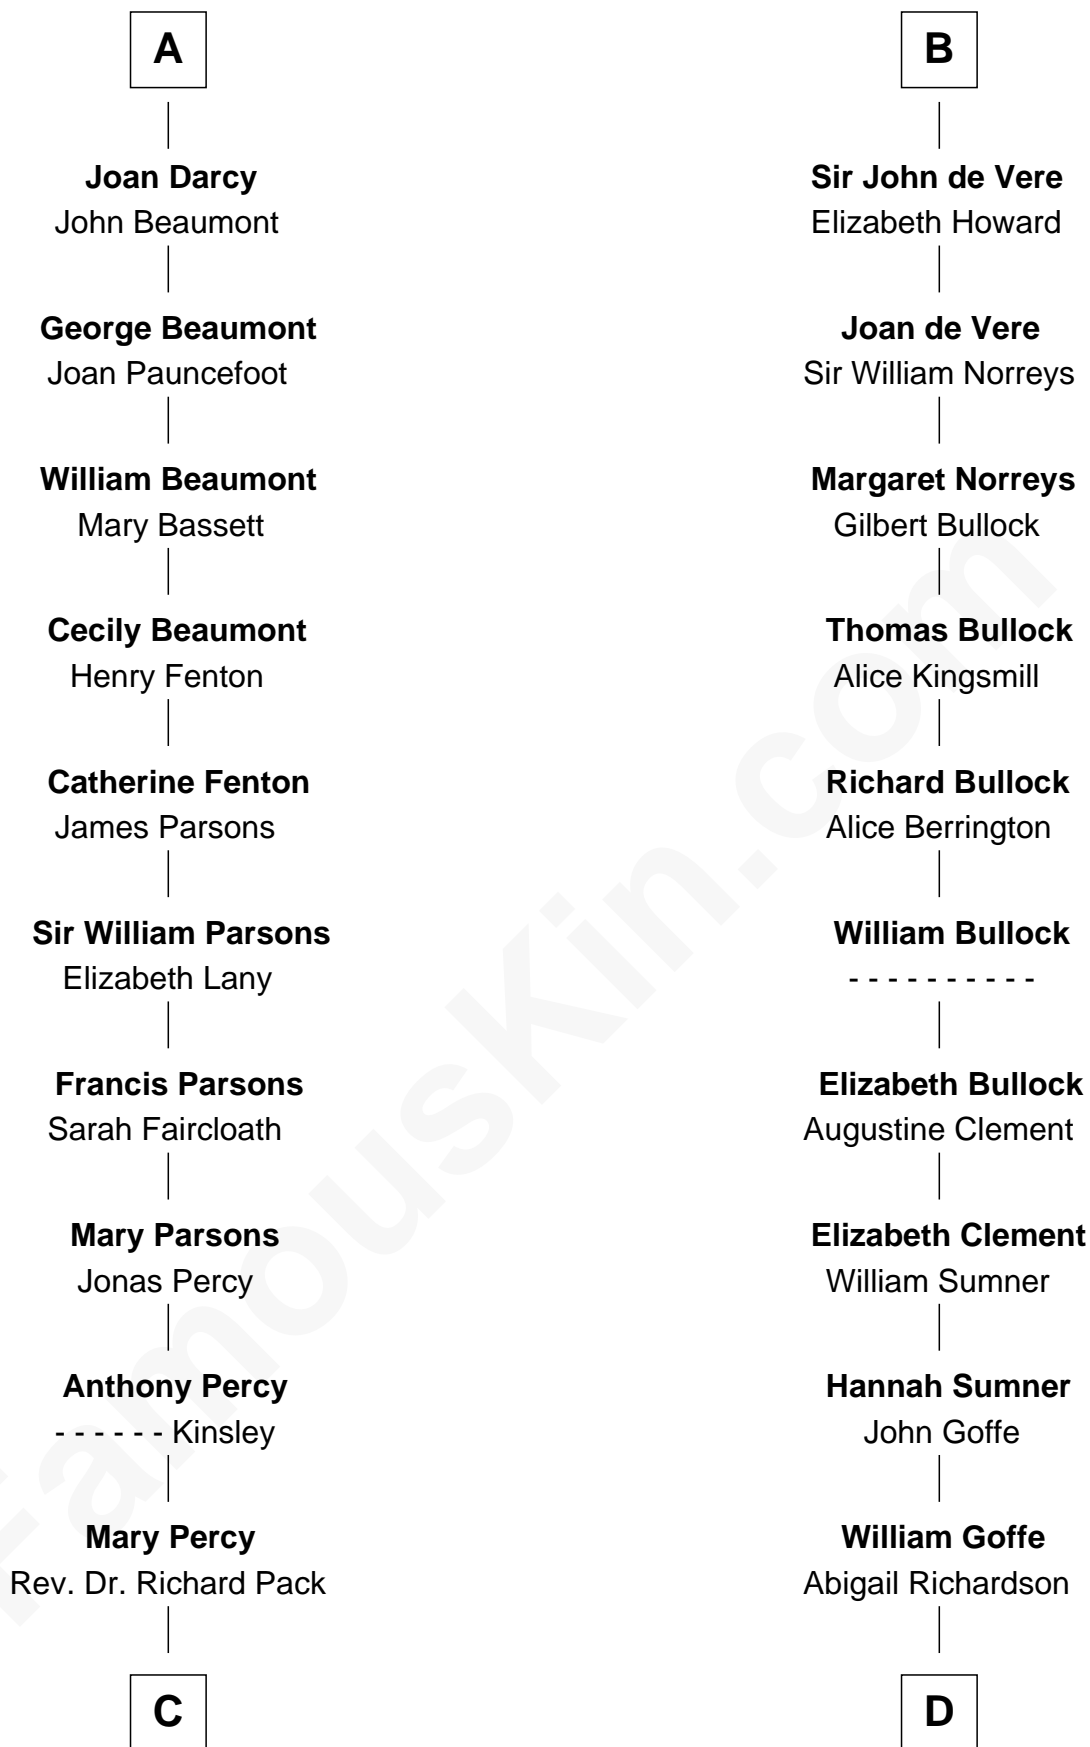 A
Joan Darcy
John Beaumont
George Beaumont
Joan Pauncefoot
William Beaumont
Mary Bassett
Cecily Beaumont
Henry Fenton
Catherine Fenton
James Parsons
Sir William Parsons
Elizabeth Lany
Francis Parsons
Sarah Faircloath
Mary Parsons
Jonas Percy
Anthony Percy
- - - - - - Kinsley
Mary Percy
Rev. Dr. Richard Pack
C
B
Sir John de Vere
Elizabeth Howard
Joan de Vere
Sir William Norreys
Margaret Norreys
Gilbert Bullock
Thomas Bullock
Alice Kingsmill
Richard Bullock
Alice Berrington
William Bullock
- - - - - - - - - -
Elizabeth Bullock
Augustine Clement
Elizabeth Clement
William Sumner
Hannah Sumner
John Goffe
William Goffe
Abigail Richardson
D
FamousKin.com